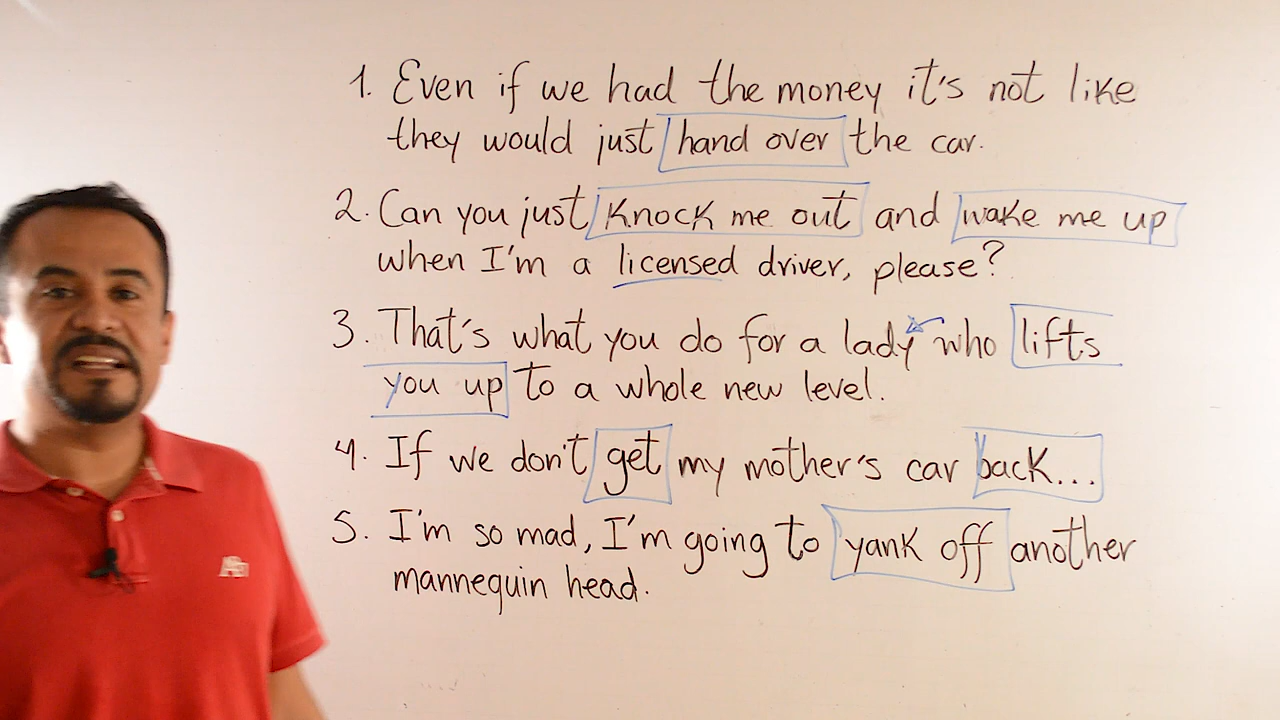 1. Even if we had the money it's not like
they would just hand over the car.
2. Can you just knock me out and wake me up
when I'm a licensed driver, please?
3. That's what you do for a lady who lifts
you up to a whole new level.
4. If we don't get my mother's car back...
5. I'm so mad, I'm going to yank off another
mannequin head.